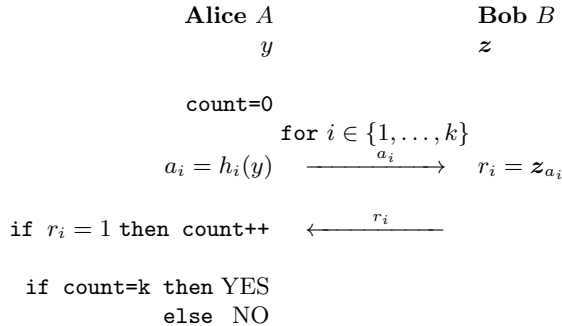 Alice A Bob B
y z
count=0
for i ∈ {1, . . . , k}
a_i = h_i(y) a_i r_i = z_{a_i}
if r_i = 1 then count++ r_i
if count=k then YES
else NO